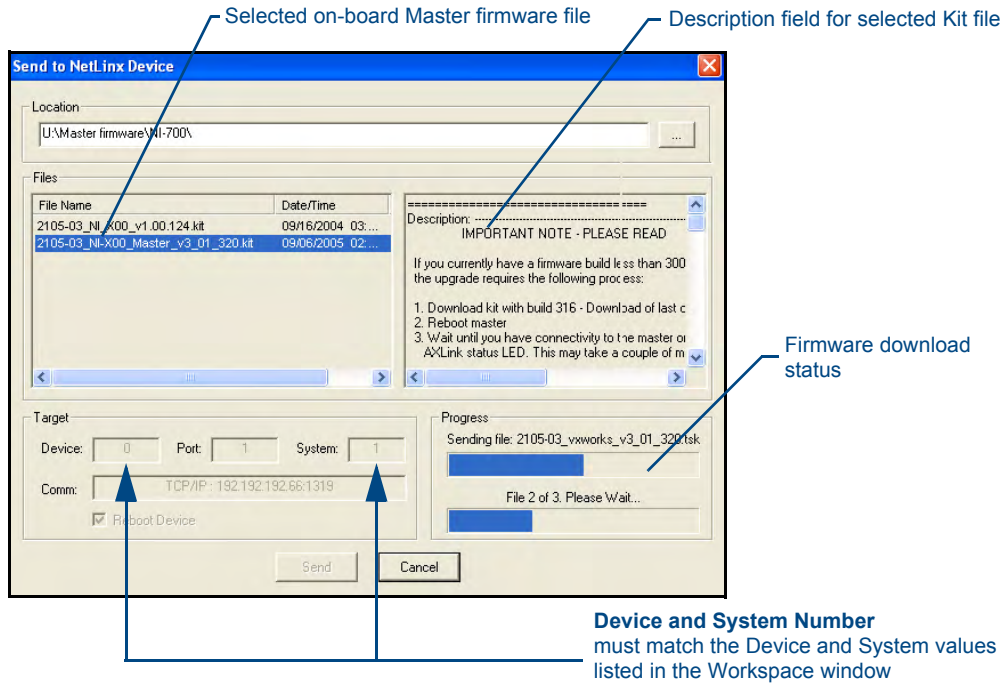 Selected on-board Master firmware file
Description field for selected Kit file
Send to NetLinx Device
Location
U:\Master firmware\NI-700\
...
Files
File Name Date/Time
2105-03_NI_X00_v1.00.124.kit 09/16/2004 03:...
2105-03_NI-X00_Master_v3_01_320.kit 09/06/2005 02:...
================================ ====
Description: ------------------------------------------------
IMPORTANT NOTE - PLEASE READ
If you currently have a firmware build less than 300
the upgrade requires the following process:
1. Download kit with build 316 - Download of last c
2. Reboot master
3. Wait until you have connectivity to the master or
AXLink status LED. This may take a couple of m
Firmware download
status
Target
Device: 0 Port: 1 System: 1
Comm: TCP/IP : 192.192.192.66:1319
Reboot Device
Progress
Sending file: 2105-03_vxworks_v3_01_320.tsk
File 2 of 3. Please Wait...
Send Cancel
Device and System Number
must match the Device and System values
listed in the Workspace window